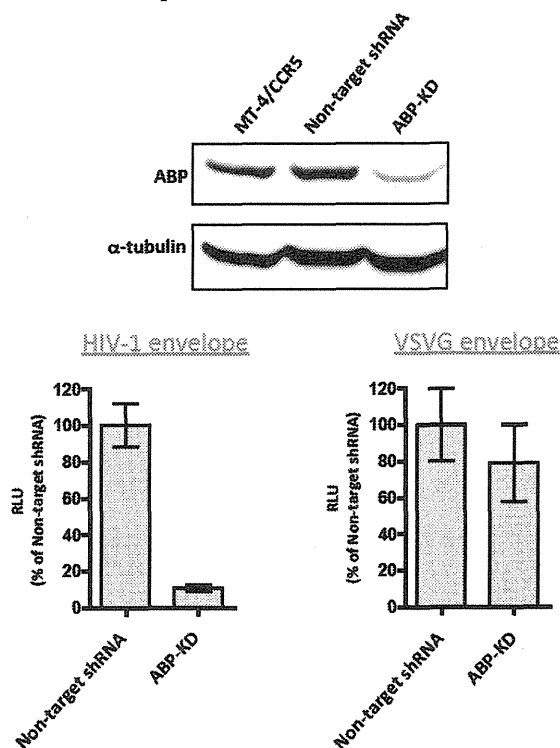 MT-4/CCR5
Non-target shRNA
ABP-KD
ABP
α-tubulin
HIV-1 envelope
VSVG envelope
RLU
(% of Non-target shRNA)
120
100
80
60
40
20
0
Non-target shRNA
ABP-KD
RLU
(% of Non-target shRNA)
120
100
80
60
40
20
0
Non-target shRNA
ABP-KD